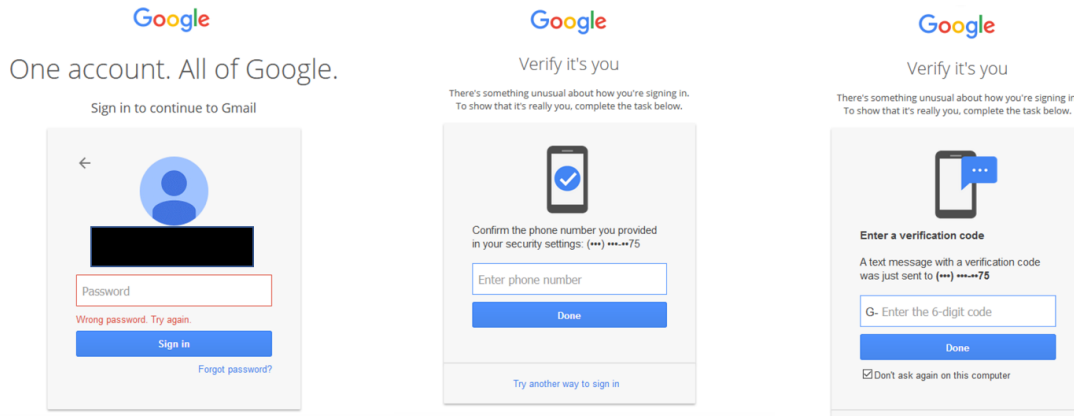 Google
One account. All of Google.
Sign in to continue to Gmail
Password
Wrong password. Try again.
Sign in
Forgot password?
Google
Verify it's you
There's something unusual about how you're signing in.
To show that it's really you, complete the task below.
Confirm the phone number you provided
in your security settings: (•••) •••-••75
Enter phone number
Done
Try another way to sign in
Google
Verify it's you
There's something unusual about how you're signing in
To show that it's really you, complete the task below.
Enter a verification code
A text message with a verification code
was just sent to (•••) •••-••75
G- Enter the 6-digit code
Done
Don't ask again on this computer